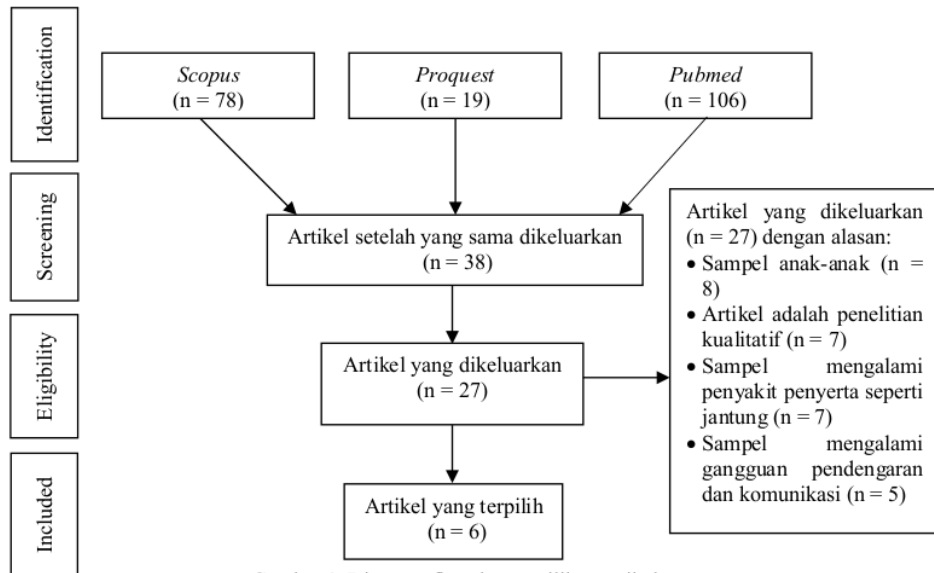 Identification
Scopus
(n = 78)
Proquest
(n = 19)
Pubmed
(n = 106)
Screening
Artikel setelah yang sama dikeluarkan
(n = 38)
Artikel yang dikeluarkan
(n = 27) dengan alasan:
• Sampel anak-anak (n =
8)
• Artikel adalah penelitian
kualitatif (n = 7)
• Sampel mengalami
penyakit penyerta seperti
jantung (n = 7)
• Sampel mengalami
gangguan pendengaran
dan komunikasi (n = 5)
Eligibility
Artikel yang dikeluarkan
(n = 27)
Included
Artikel yang terpilih
(n = 6)